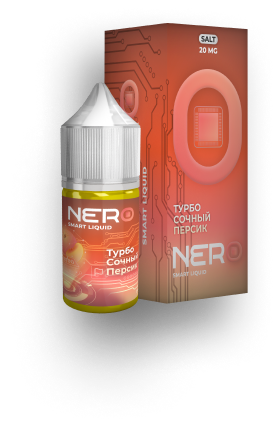 SALT
20 MG
ТУРБО
СОЧНЫЙ
ПЕРСИК
NERO
SMART LIQUID
SMART LIQUID
NERO
SMART LIQUID
Турбо
Сочный
Персик